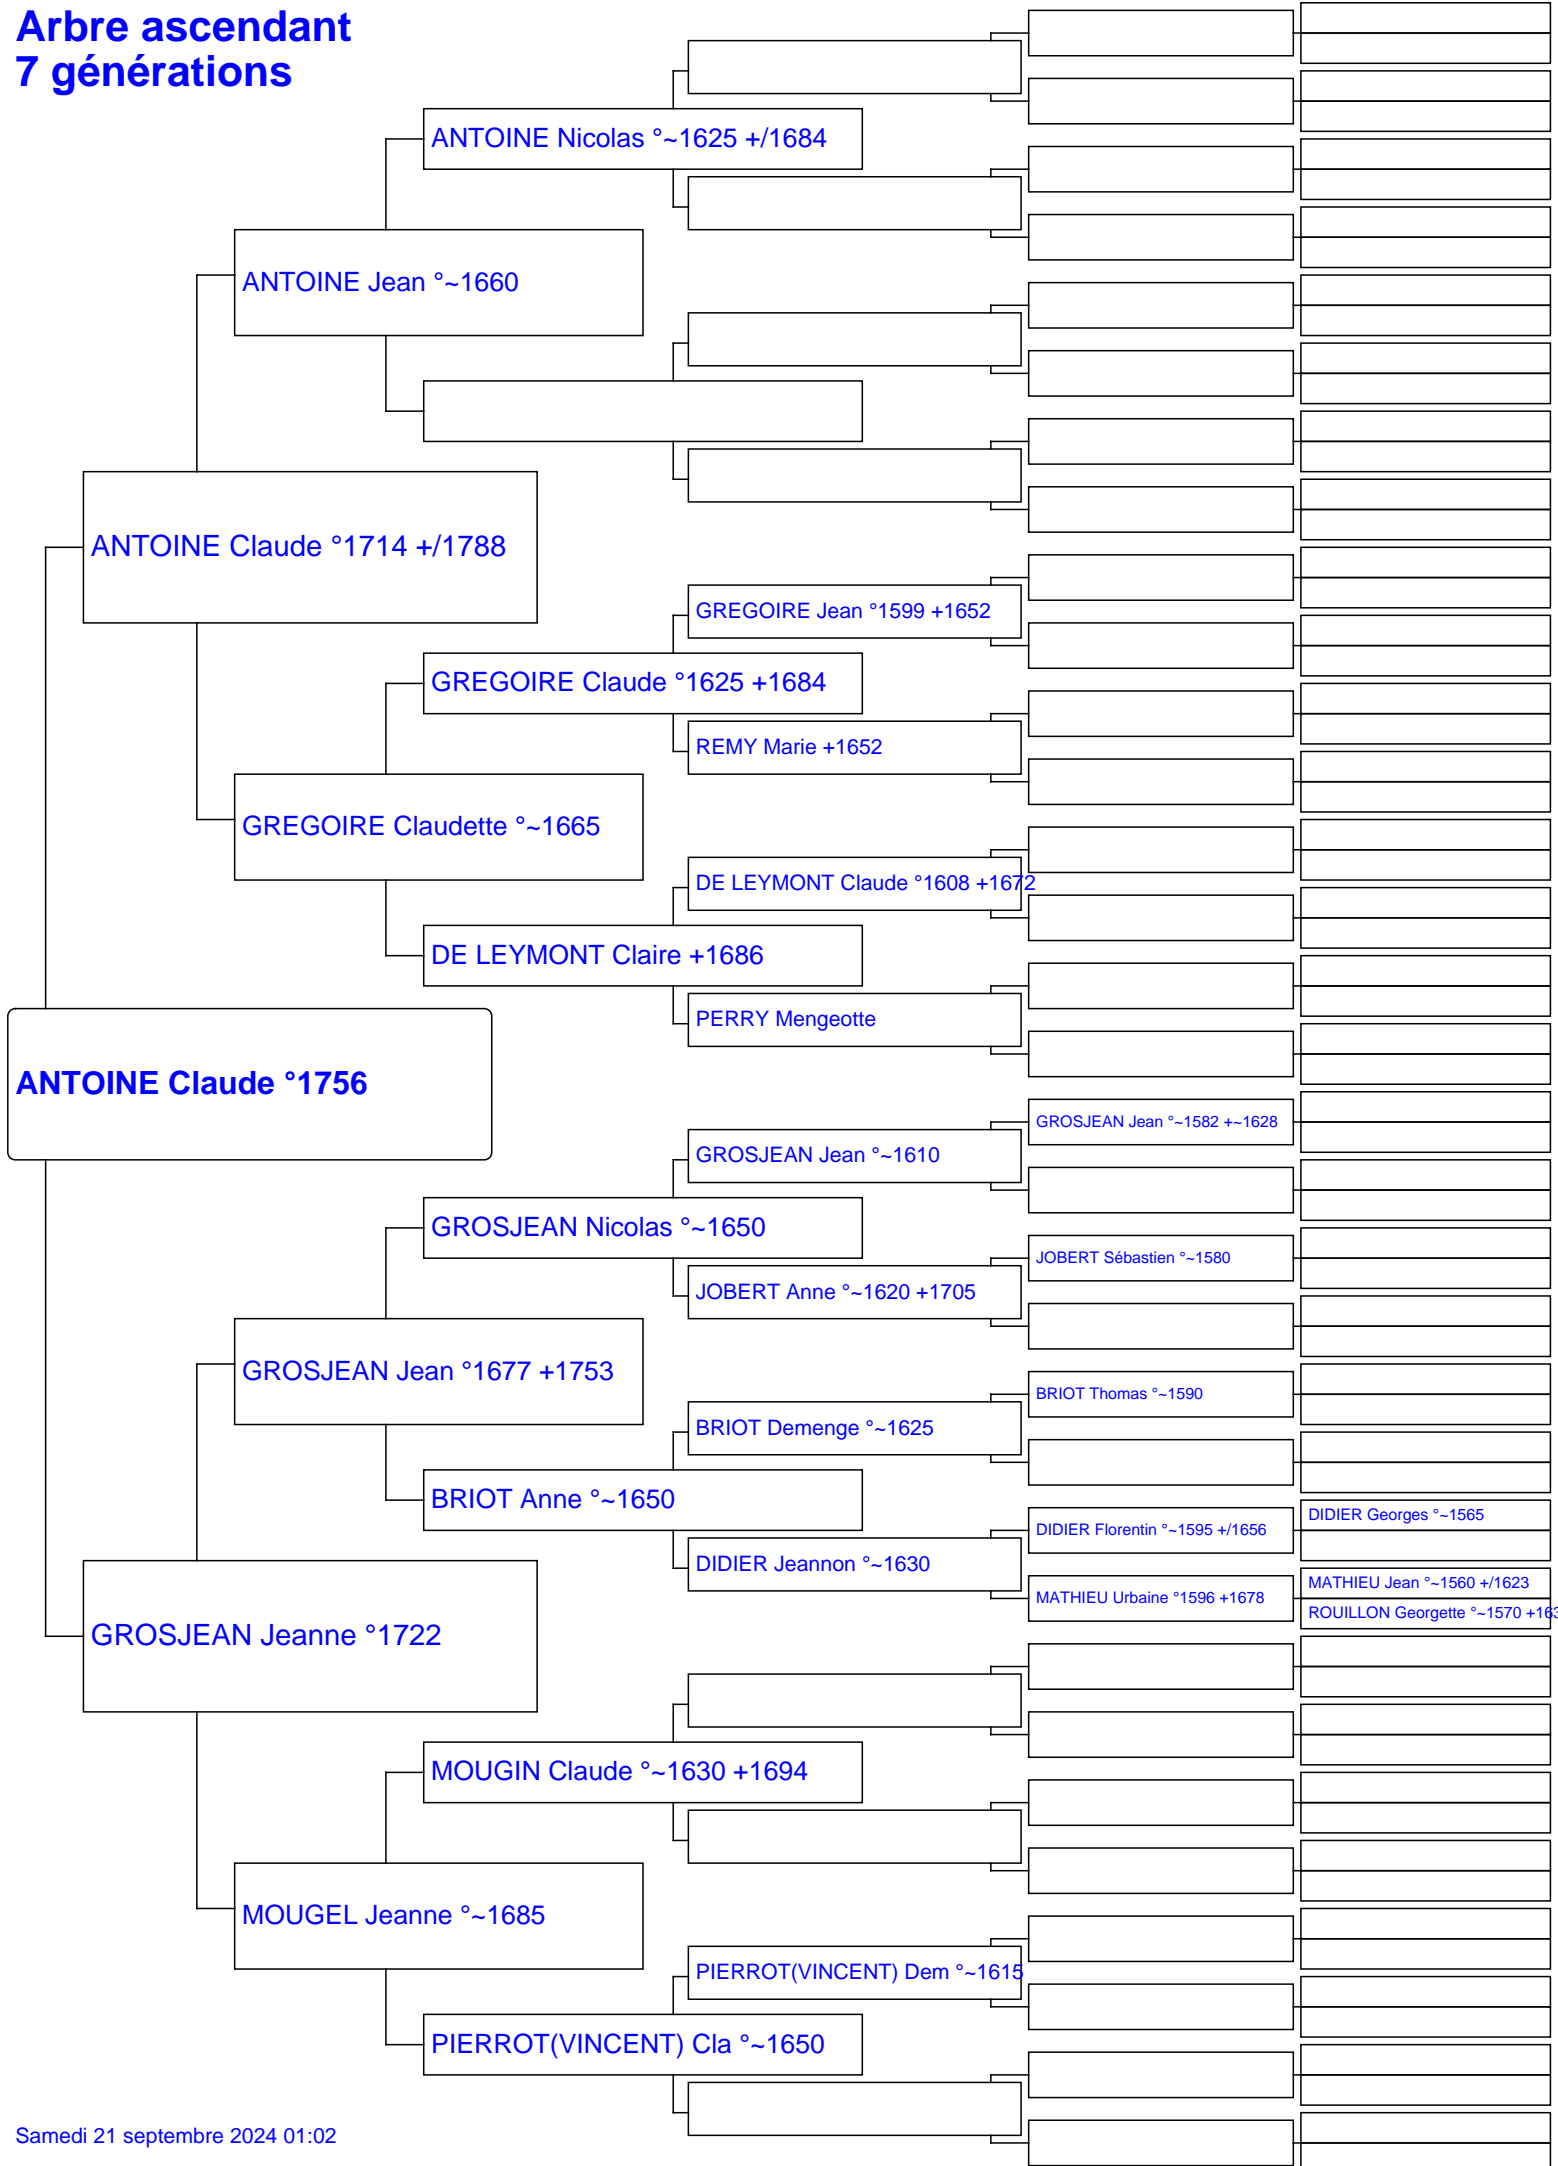 Arbre ascendant
7 générations
ANTOINE Nicolas °~1625 +/1684
ANTOINE Jean °~1660
ANTOINE Claude °1714 +/1788
GREGOIRE Jean °1599 +1652
GREGOIRE Claude °1625 +1684
REMY Marie +1652
GREGOIRE Claudette °~1665
DE LEYMONT Claude °1608 +1672
DE LEYMONT Claire +1686
PERRY Mengeotte
ANTOINE Claude °1756
GROSJEAN Jean °~1582 +~1628
GROSJEAN Jean °~1610
GROSJEAN Nicolas °~1650
JOBERT Sébastien °~1580
JOBERT Anne °~1620 +1705
GROSJEAN Jean °1677 +1753
BRIOT Thomas °~1590
BRIOT Demenge °~1625
BRIOT Anne °~1650
DIDIER Georges °~1565
DIDIER Florentin °~1595 +/1656
DIDIER Jeannon °~1630
MATHIEU Jean °~1560 +/1623
MATHIEU Urbaine °1596 +1678
ROUILLON Georgette °~1570
GROSJEAN Jeanne °1722
MOUGIN Claude °~1630 +1694
MOUGEL Jeanne °~1685
PIERROT(VINCENT) Dem °~1615
PIERROT(VINCENT) Cla °~1650
Samedi 21 septembre 2024 01:02